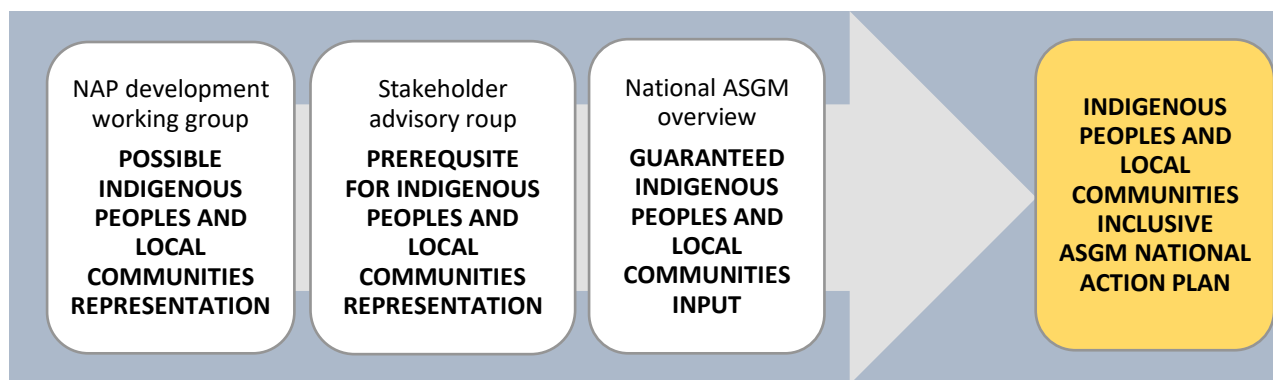 NAP development
working group
POSSIBLE
INDIGENOUS
PEOPLES AND
LOCAL
COMMUNITIES
REPRESENTATION
Stakeholder
advisory roup
PREREQUSITE
FOR INDIGENOUS
PEOPLES AND
LOCAL
COMMUNITIES
REPRESENTATION
National ASGM
overview
GUARANTEED
INDIGENOUS
PEOPLES AND
LOCAL
COMMUNITIES
INPUT
INDIGENOUS
PEOPLES AND
LOCAL
COMMUNITIES
INCLUSIVE
ASGM NATIONAL
ACTION PLAN